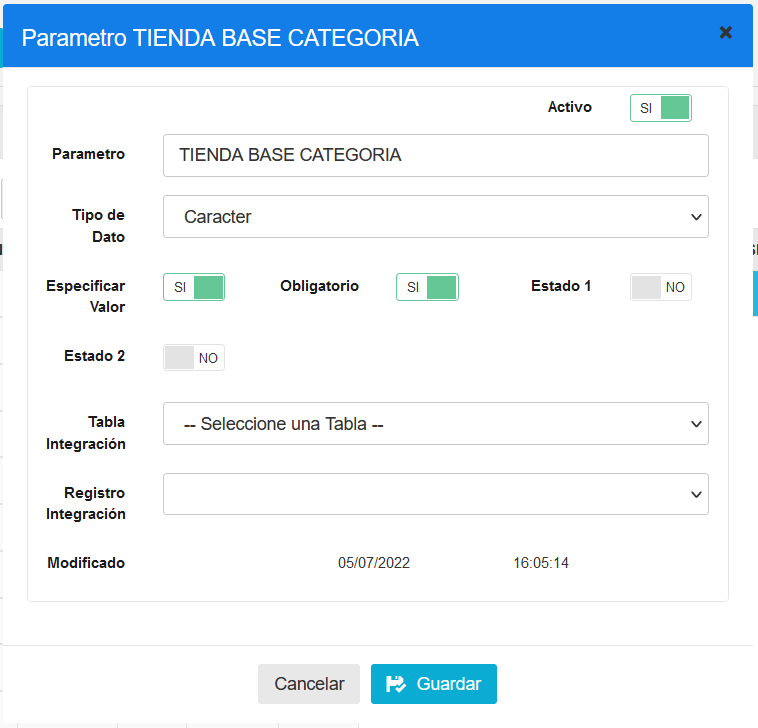 Parametro TIENDA BASE CATEGORIA
Activo SI
Parametro TIENDA BASE CATEGORIA
Tipo de
Dato
Caracter
Especificar
Valor
SI
Obligatorio SI
Estado 1 NO
Estado 2 NO
Tabla
Integración
-- Seleccione una Tabla --
Registro
Integración
Modificado 05/07/2022 16:05:14
Cancelar Guardar